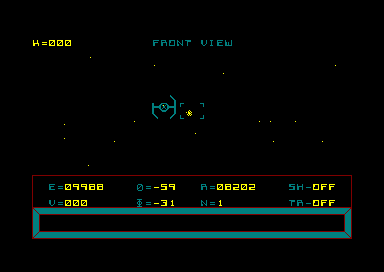 K=000 FRONT VIEW
E=09980 θ=-59 R=08202 SH-OFF
V=000 Φ=-31 N=1 TR-OFF